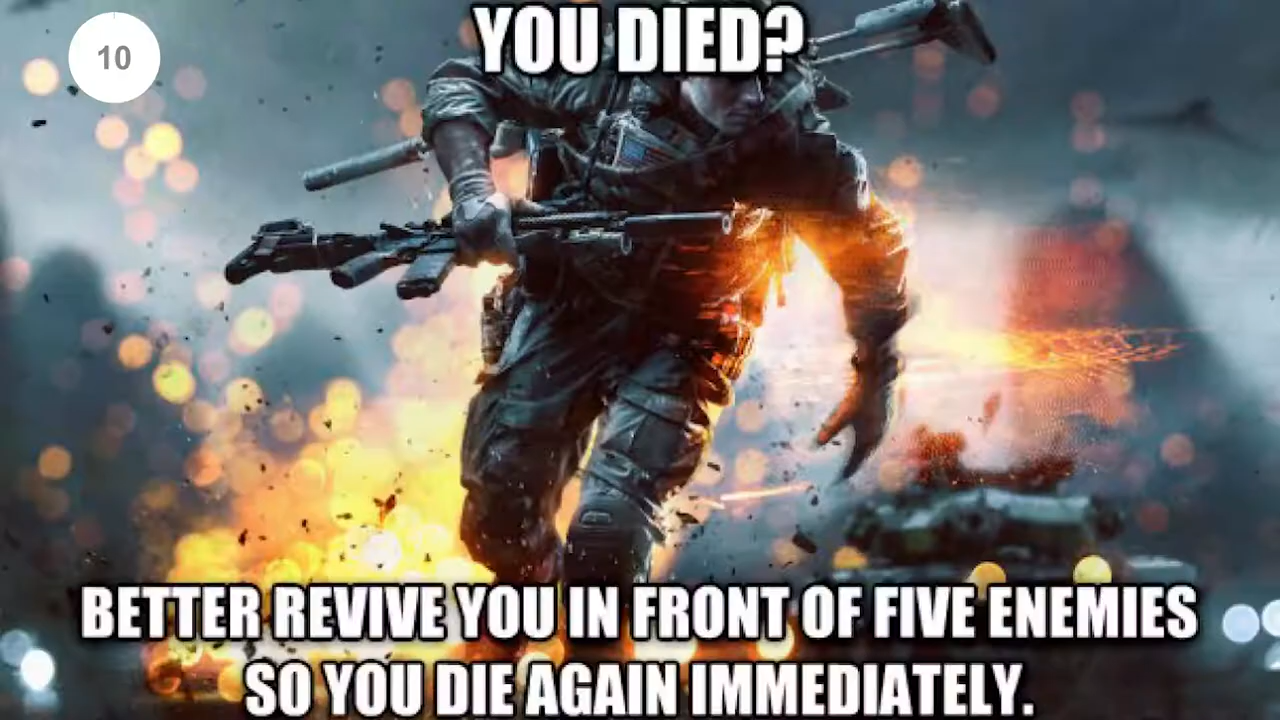 10
YOU DIED?
BETTER REVIVE YOU IN FRONT OF FIVE ENEMIES
SO YOU DIE AGAIN IMMEDIATELY.